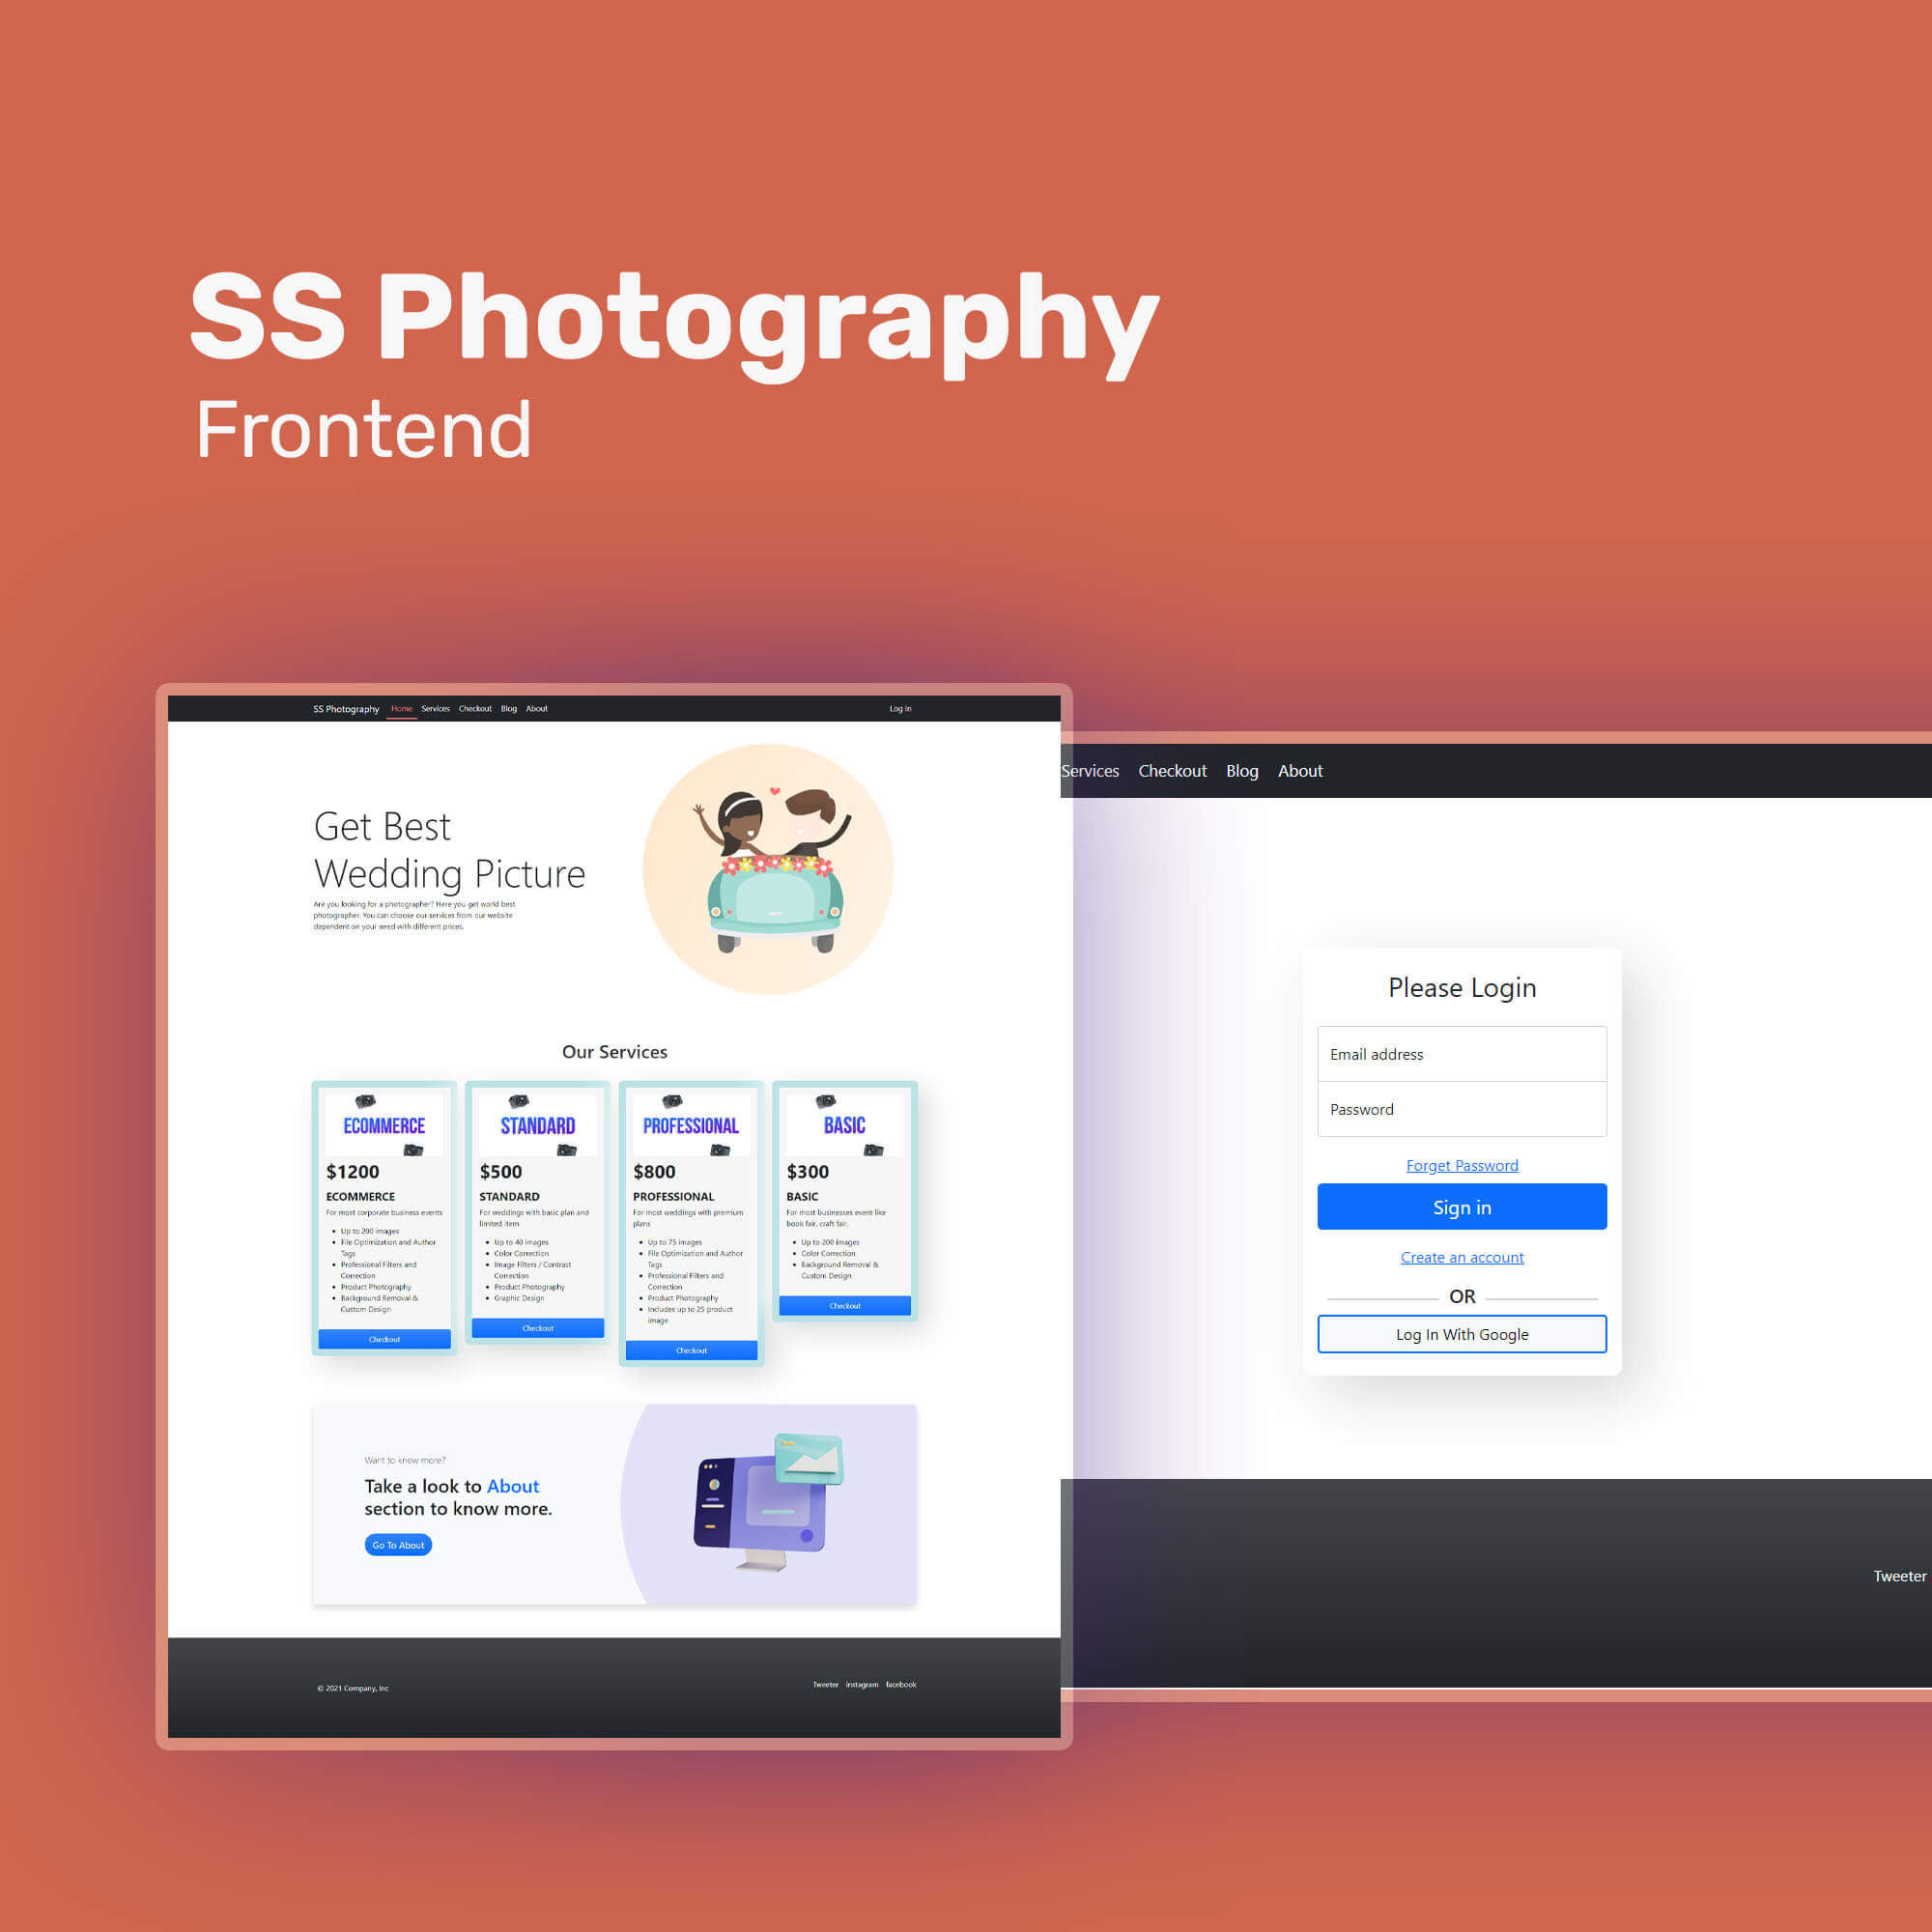 SS Photography
Frontend
SS Photography Home Services Checkout Blog About Log In
Get Best
Wedding Picture
Are you looking for a photographer? Here you get world best
photographer. You can choose our services from our website
dependent on your need with different prices.
Our Services
ECOMMERCE
$1200
ECOMMERCE
For most corporate business events
Up to 200 images
File Optimization and Author
Tags
Professional Filters and
Correction
Product Photography
Background Removal &
Custom Design
Checkout
STANDARD
$500
STANDARD
For weddings with basic plan and
limited item
Up to 40 images
Color Correction
Image Filters / Contrast
Correction
Product Photography
Graphic Design
Checkout
PROFESSIONAL
$800
PROFESSIONAL
For most weddings with premium
plans
Up to 75 images
File Optimization and Author
Tags
Professional Filters and
Correction
Product Photography
Includes up to 25 product
image
Checkout
BASIC
$300
BASIC
For most businesses event like
book fair, craft fair.
Up to 200 images
Color Correction
Background Removal &
Custom Design
Checkout
Want to know more?
Take a look to About
section to know more.
Go To About
© 2021 Company, Inc
Tweeter instagram facebook
Services Checkout Blog About
Please Login
Email address
Password
Forget Password
Sign in
Create an account
OR
Log In With Google
Tweeter